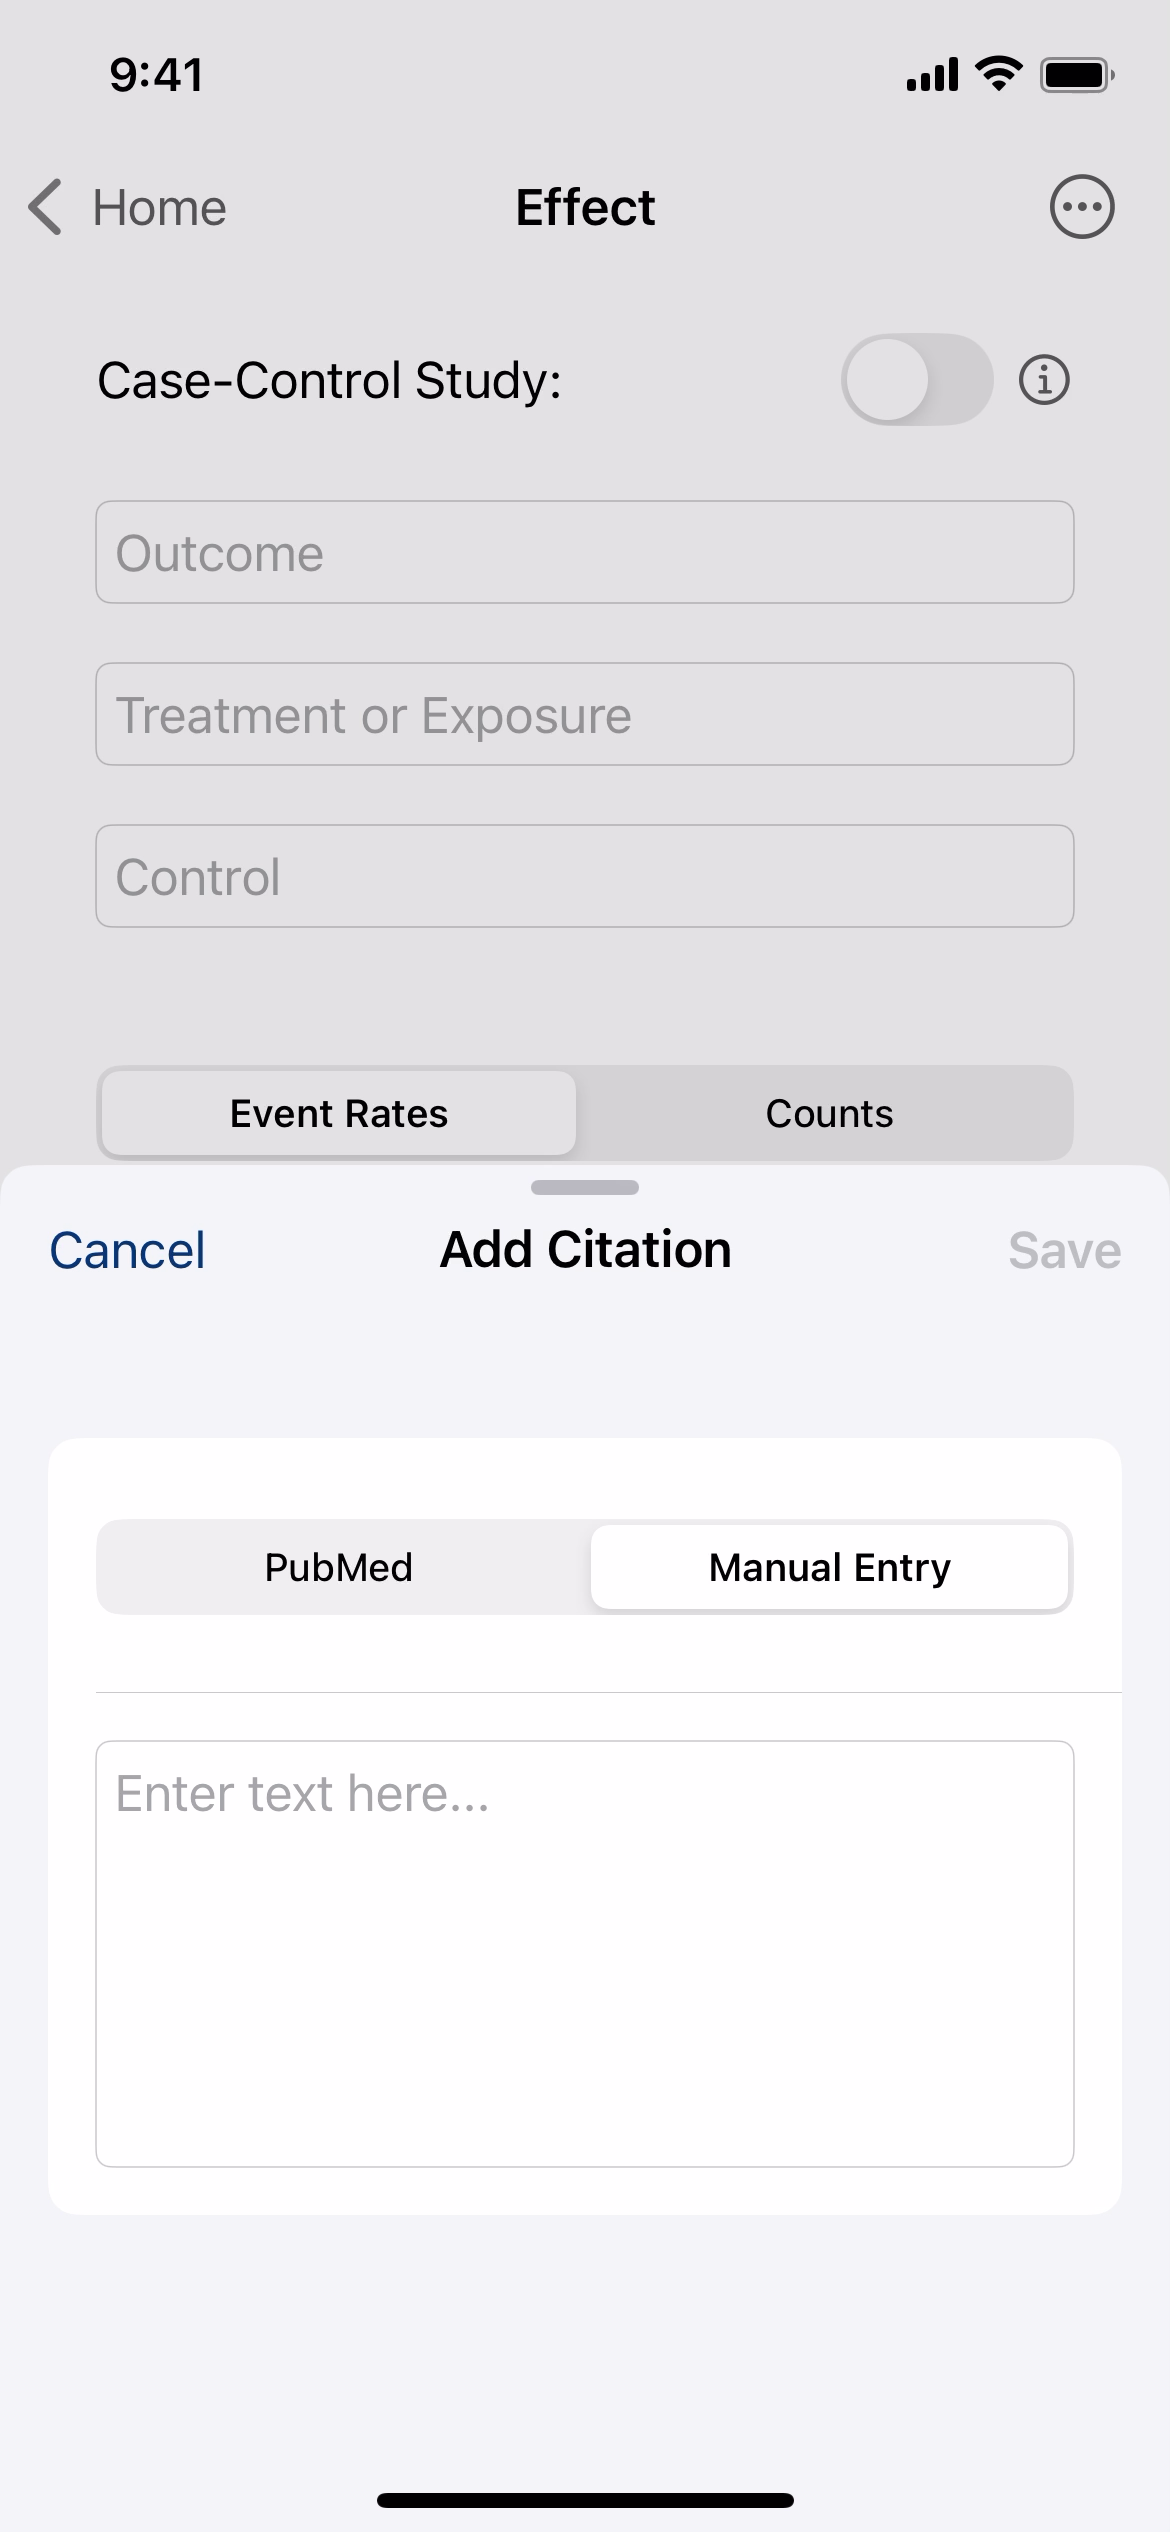 9:41
Home
Effect
Case-Control Study:
Outcome
Treatment or Exposure
Control
Event Rates
Counts
Cancel
Add Citation
Save
PubMed
Manual Entry
Enter text here...